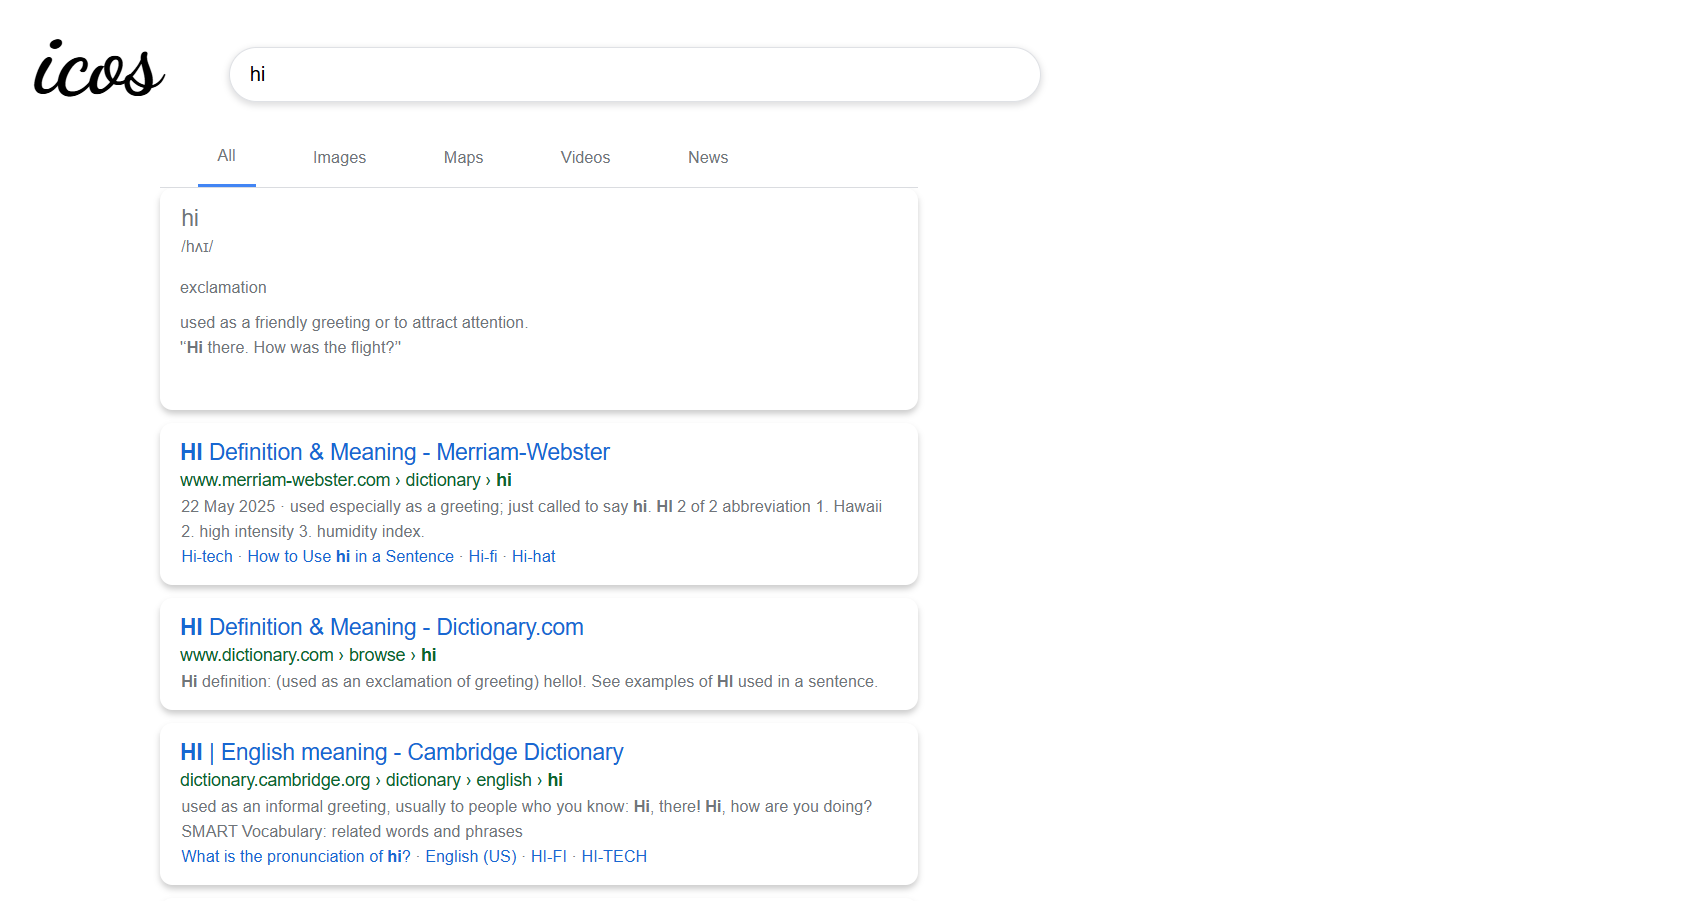 icos
hi
All Images Maps Videos News
hi
/hʌɪ/
exclamation
used as a friendly greeting or to attract attention.
"‘Hi there. How was the flight?’"
HI Definition & Meaning - Merriam-Webster
www.merriam-webster.com › dictionary › hi
22 May 2025 · used especially as a greeting; just called to say hi. HI 2 of 2 abbreviation 1. Hawaii
2. high intensity 3. humidity index.
Hi-tech · How to Use hi in a Sentence · Hi-fi · Hi-hat
HI Definition & Meaning - Dictionary.com
www.dictionary.com › browse › hi
Hi definition: (used as an exclamation of greeting) hello!. See examples of HI used in a sentence.
HI | English meaning - Cambridge Dictionary
dictionary.cambridge.org › dictionary › english › hi
used as an informal greeting, usually to people who you know: Hi, there! Hi, how are you doing?
SMART Vocabulary: related words and phrases
What is the pronunciation of hi? · English (US) · HI-FI · HI-TECH